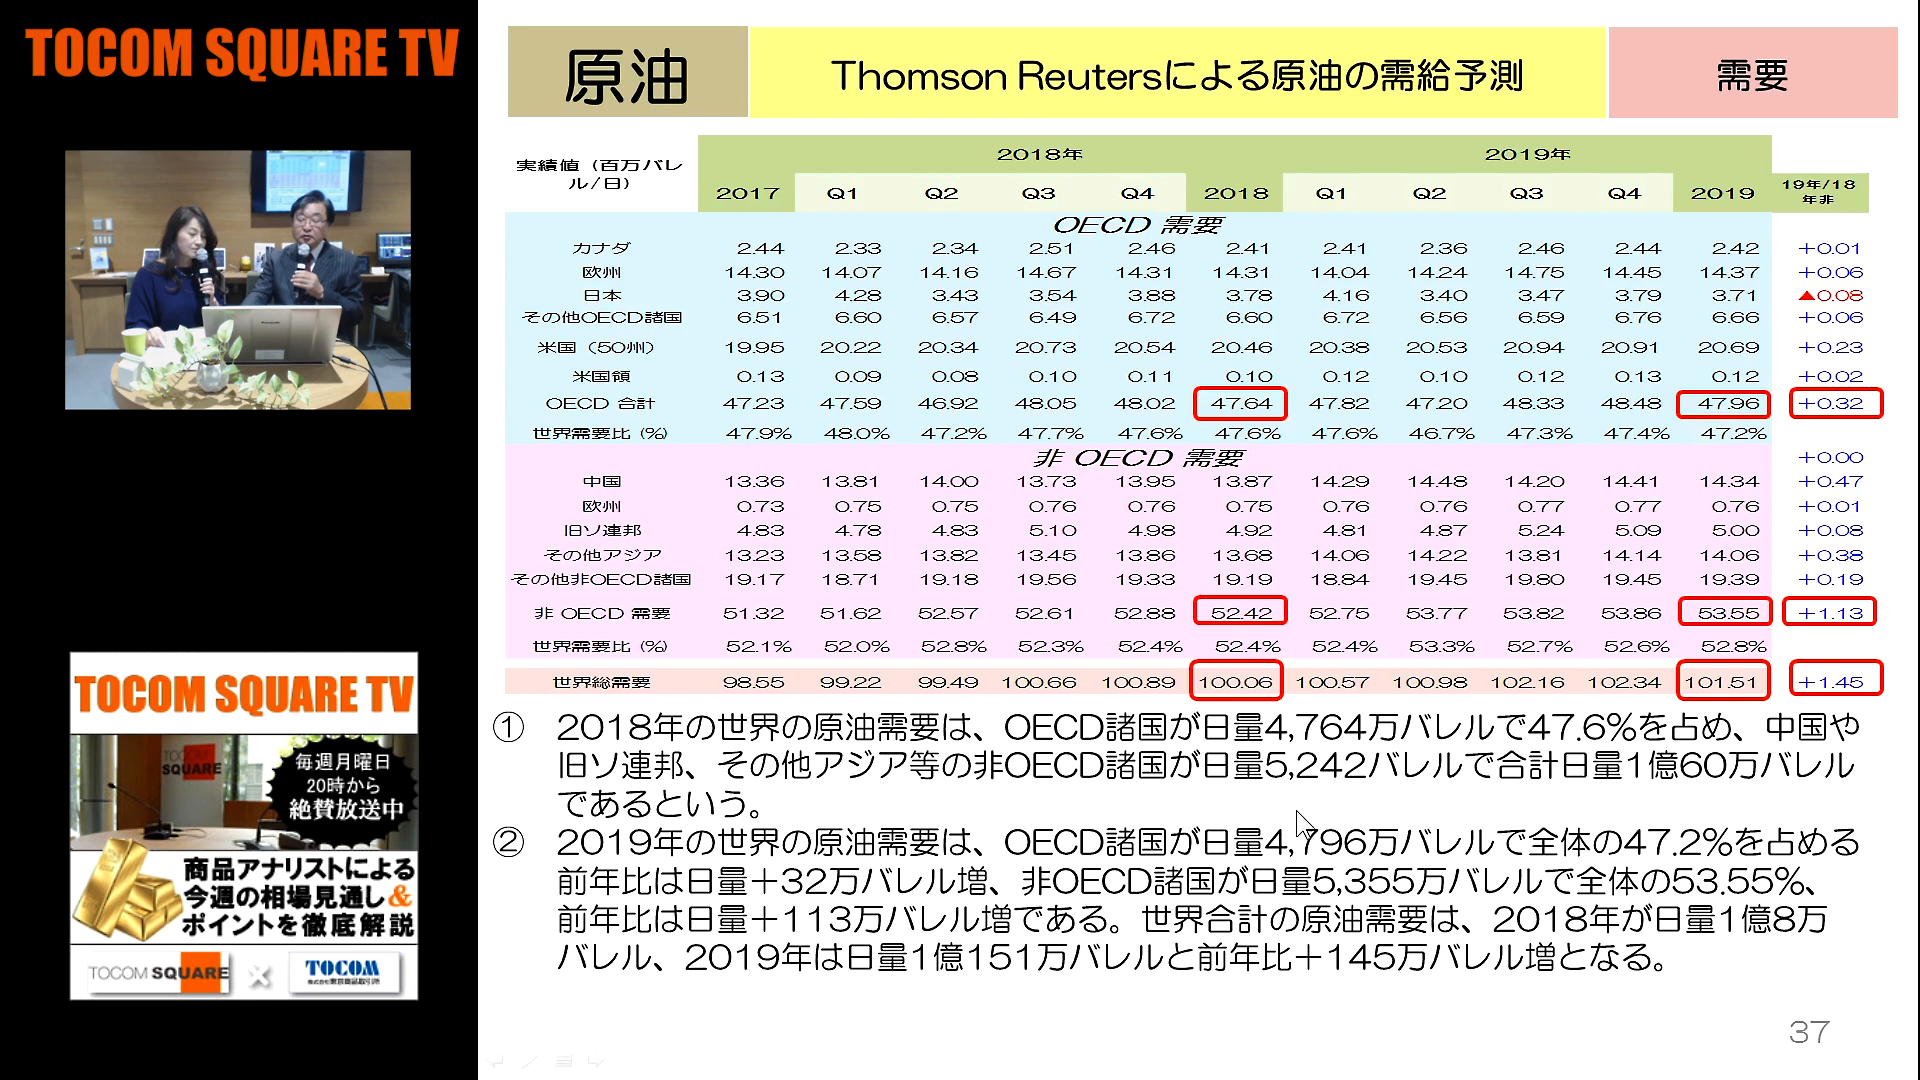 TOCOM SQUARE TV
原油
Thomson Reutersによる原油の需給予測
需要
実績値（百万バレル/日）
2018年
2019年
2017 Q1 Q2 Q3 Q4 2018 Q1 Q2 Q3 Q4 2019
19年/18
年非
OECD 需要
カナダ 2.44 2.33 2.34 2.51 2.46 2.41 2.41 2.36 2.46 2.44 2.42 +0.01
欧州 14.30 14.07 14.16 14.67 14.31 14.31 14.04 14.24 14.75 14.45 14.37 +0.06
日本 3.90 4.28 3.43 3.54 3.88 3.78 4.16 3.40 3.47 3.79 3.71 ▲0.08
その他OECD諸国 6.51 6.60 6.57 6.49 6.72 6.60 6.72 6.56 6.59 6.76 6.66 +0.06
米国（50州） 19.95 20.22 20.34 20.73 20.54 20.46 20.38 20.53 20.94 20.91 20.69 +0.23
米国領 0.13 0.09 0.08 0.10 0.11 0.10 0.12 0.10 0.12 0.13 0.12 +0.02
OECD 合計 47.23 47.59 46.92 48.05 48.02 47.64 47.82 47.20 48.33 48.48 47.96 +0.32
世界需要比（%） 47.9% 48.0% 47.2% 47.7% 47.6% 47.6% 47.6% 46.7% 47.3% 47.4% 47.2%
非 OECD 需要 +0.00
中国 13.36 13.81 14.00 13.73 13.95 13.87 14.29 14.48 14.20 14.41 14.34 +0.47
欧州 0.73 0.75 0.75 0.76 0.76 0.75 0.76 0.76 0.77 0.77 0.76 +0.01
旧ソ連邦 4.83 4.78 4.83 5.10 4.98 4.92 4.81 4.87 5.24 5.09 5.00 +0.08
その他アジア 13.23 13.58 13.82 13.45 13.86 13.68 14.06 14.22 13.81 14.14 14.06 +0.38
その他非OECD諸国 19.17 18.71 19.18 19.56 19.33 19.19 18.84 19.45 19.80 19.45 19.39 +0.19
非 OECD 需要 51.32 51.62 52.57 52.61 52.88 52.42 52.75 53.77 53.82 53.86 53.55 +1.13
世界需要比（%） 52.1% 52.0% 52.8% 52.3% 52.4% 52.4% 52.4% 53.3% 52.7% 52.6% 52.8%
世界総需要 98.55 99.22 99.49 100.66 100.89 100.06 100.57 100.98 102.16 102.34 101.51 +1.45
① 2018年の世界の原油需要は、OECD諸国が日量4,764万バレルで47.6%を占め、中国や
旧ソ連邦、その他アジア等の非OECD諸国が日量5,242バレルで合計日量1億60万バレル
であるという。
② 2019年の世界の原油需要は、OECD諸国が日量4,796万バレルで全体の47.2%を占める
前年比は日量+32万バレル増、非OECD諸国が日量5,355万バレルで全体の53.55%、
前年比は日量+113万バレル増である。世界合計の原油需要は、2018年が日量1億8万
バレル、2019年は日量1億151万バレルと前年比+145万バレル増となる。
37
TOCOM SQUARE TV
TOCOM
SQUARE
毎週月曜日
20時から
絶賛放送中
商品アナリストによる
今週の相場見通し&
ポイントを徹底解説
TOCOM SQUARE × TOCOM
株式会社東京商品取引所